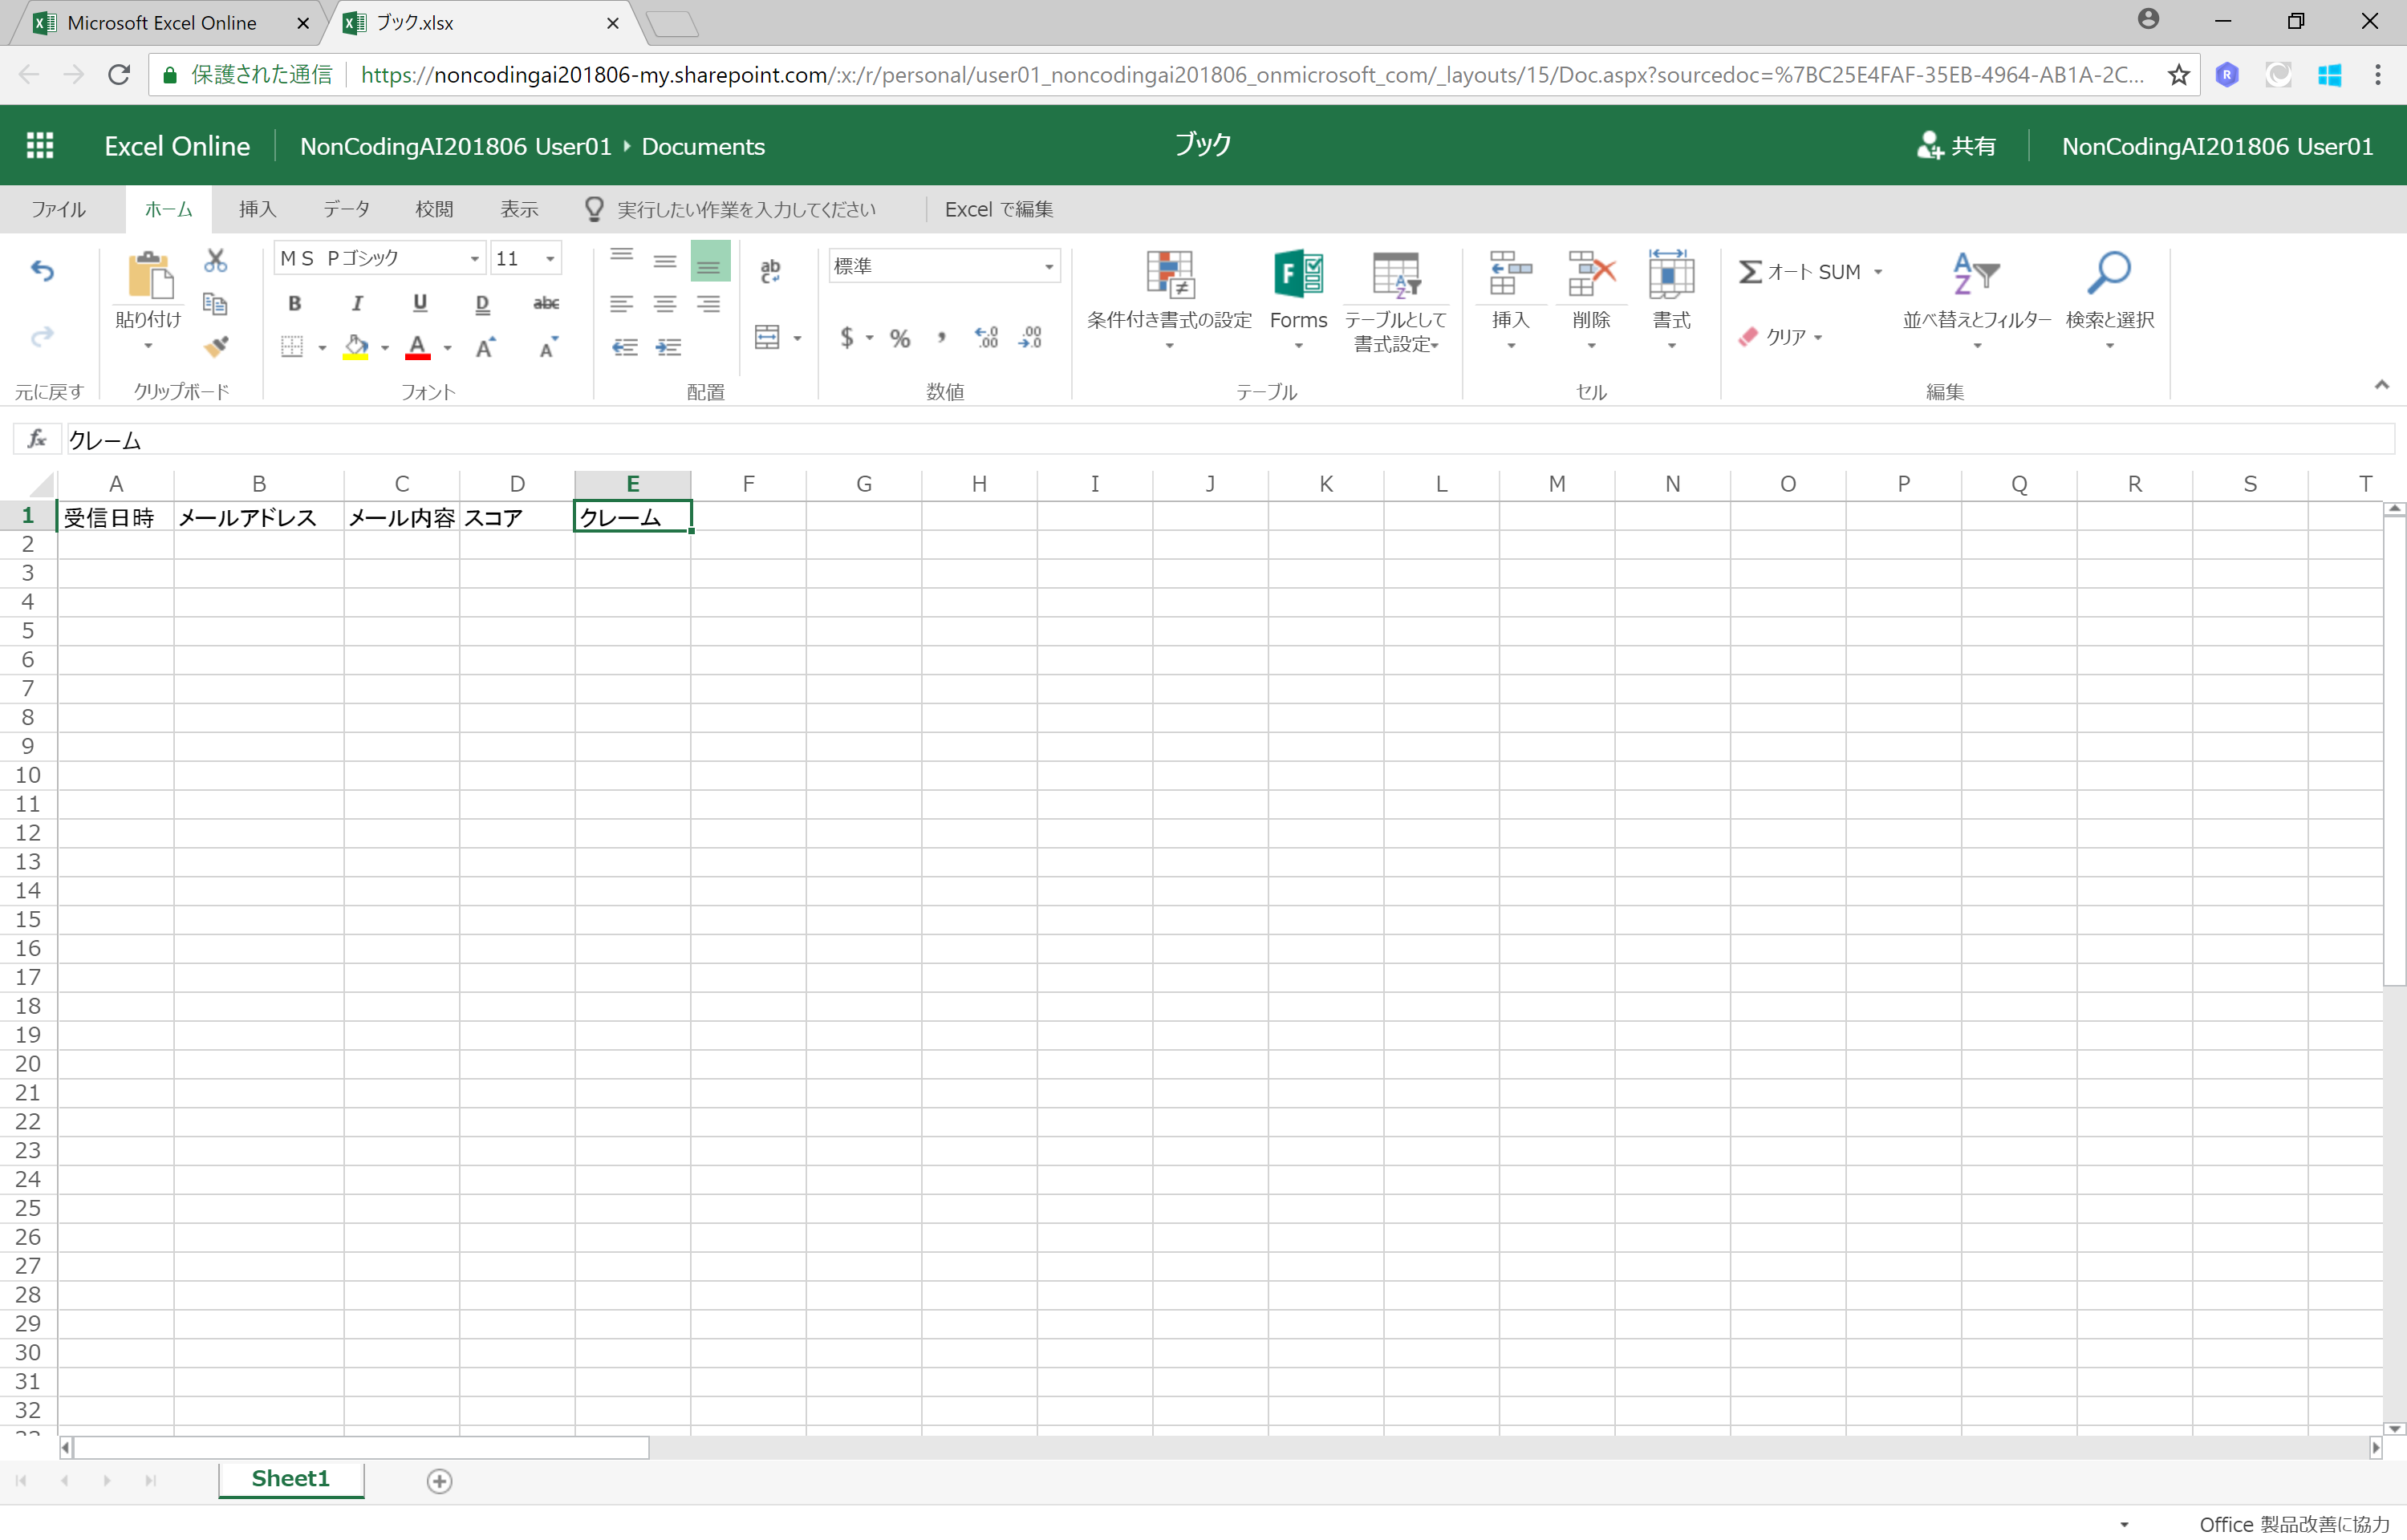 Microsoft Excel Online
ブック.xlsx
保護された通信 https://noncodingai201806-my.sharepoint.com/:x:/r/personal/user01_noncodingai201806_onmicrosoft_com/_layouts/15/Doc.aspx?sourcedoc=%7BC25E4FAF-35EB-4964-AB1A-2C...
Excel Online NonCodingAI201806 User01 Documents ブック 共有 NonCodingAI201806 User01
ファイル ホーム 挿入 データ 校閲 表示 実行したい作業を入力してください Excel で編集
ＭＳ Ｐゴシック 11 標準
オート SUM
貼り付け 条件付き書式の設定 Forms テーブルとして書式設定 挿入 削除 書式 クリア 並べ替えとフィルター 検索と選択
元に戻す クリップボード フォント 配置 数値 テーブル セル 編集
fx クレーム
A B C D E F G H I J K L M N O P Q R S T
1 受信日時 メールアドレス メール内容 スコア クレーム
2
3
4
5
6
7
8
9
10
11
12
13
14
15
16
17
18
19
20
21
22
23
24
25
26
27
28
29
30
31
32
Sheet1
Office 製品改善に協力